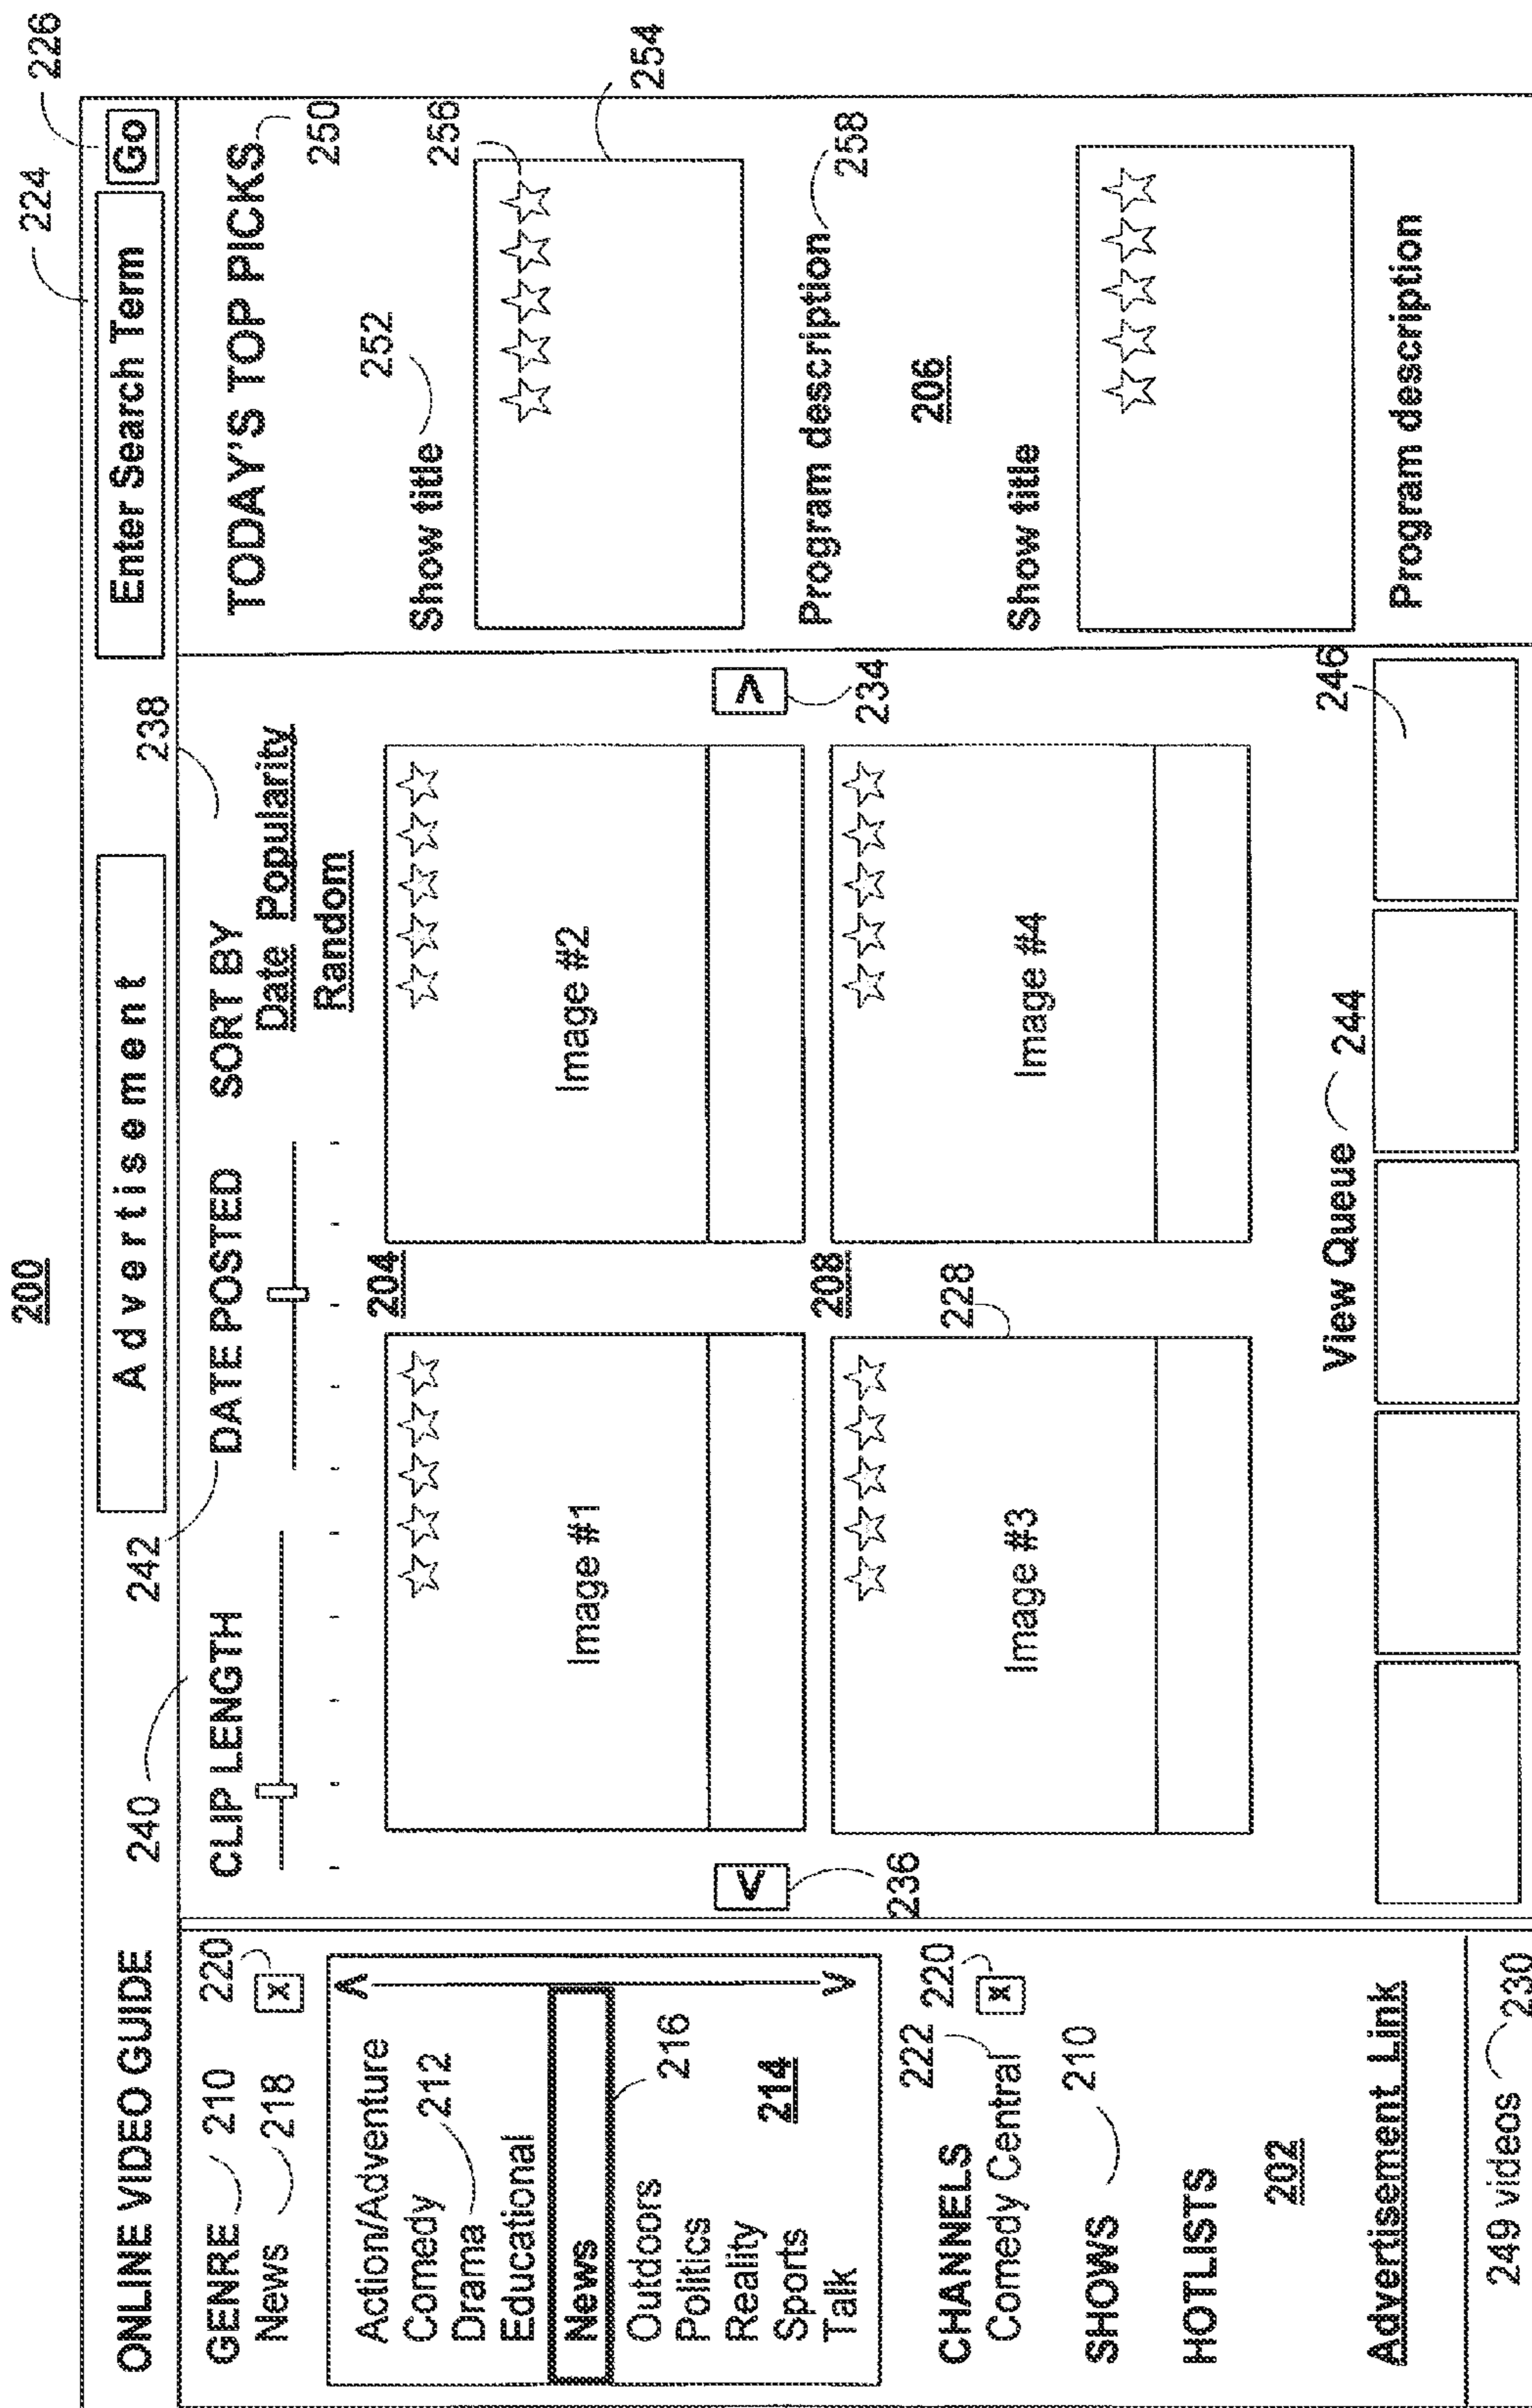 200
224
226
ONLINE VIDEO GUIDE
Advertisement
Enter Search Term
Go
240
242
238
GENRE
210
220
News
218
x
Action/Adventure
Comedy
Drama
212
Educational
News
216
Outdoors
Politics
Reality
214
Sports
Talk
CHANNELS
222
220
Comedy Central
x
SHOWS
210
HOTLISTS
202
Advertisement Link
249 videos
230
CLIP LENGTH
DATE POSTED
SORT BY
Date Popularity
Random
204
Image #1
Image #2
<
236
>
234
208
228
Image #3
Image #4
View Queue
244
246
TODAY'S TOP PICKS
250
252
Show title
256
254
Program description
258
206
Show title
Program description